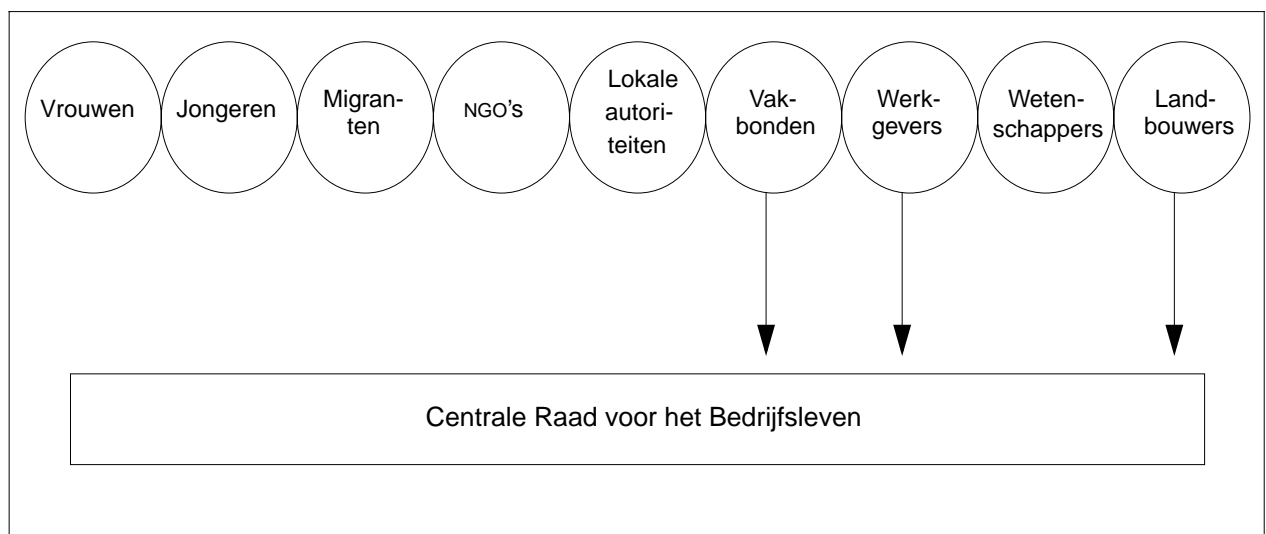 Vrouwen
Jongeren
Migran-
ten
NGO's
Lokale
autori-
teiten
Vak-
bonden
Werk-
gevers
Weten-
schappers
Land-
bouwers
Centrale Raad voor het Bedrijfsleven